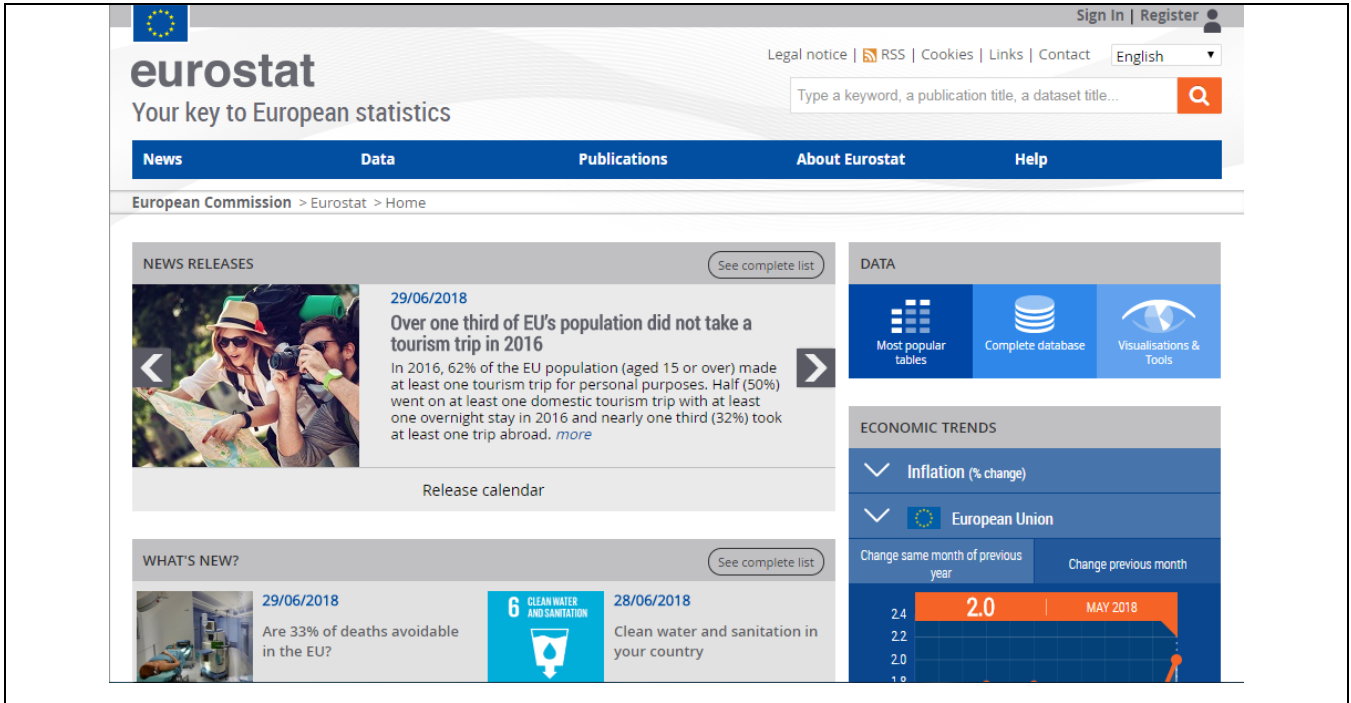 Sign In | Register
Legal notice | RSS | Cookies | Links | Contact English
eurostat
Your key to European statistics
Type a keyword, a publication title, a dataset title...
News Data Publications About Eurostat Help
European Commission > Eurostat > Home
NEWS RELEASES See complete list
29/06/2018
Over one third of EU's population did not take a
tourism trip in 2016
In 2016, 62% of the EU population (aged 15 or over) made
at least one tourism trip for personal purposes. Half (50%)
went on at least one domestic tourism trip with at least
one overnight stay in 2016 and nearly one third (32%) took
at least one trip abroad. more
Release calendar
WHAT'S NEW? See complete list
29/06/2018
Are 33% of deaths avoidable
in the EU?
6 CLEAN WATER
AND SANITATION
28/06/2018
Clean water and sanitation in
your country
DATA
Most popular
tables
Complete database
Visualisations &
Tools
ECONOMIC TRENDS
Inflation (% change)
European Union
Change same month of previous
year
Change previous month
2.0 | MAY 2018
2.4
2.2
2.0
1.8